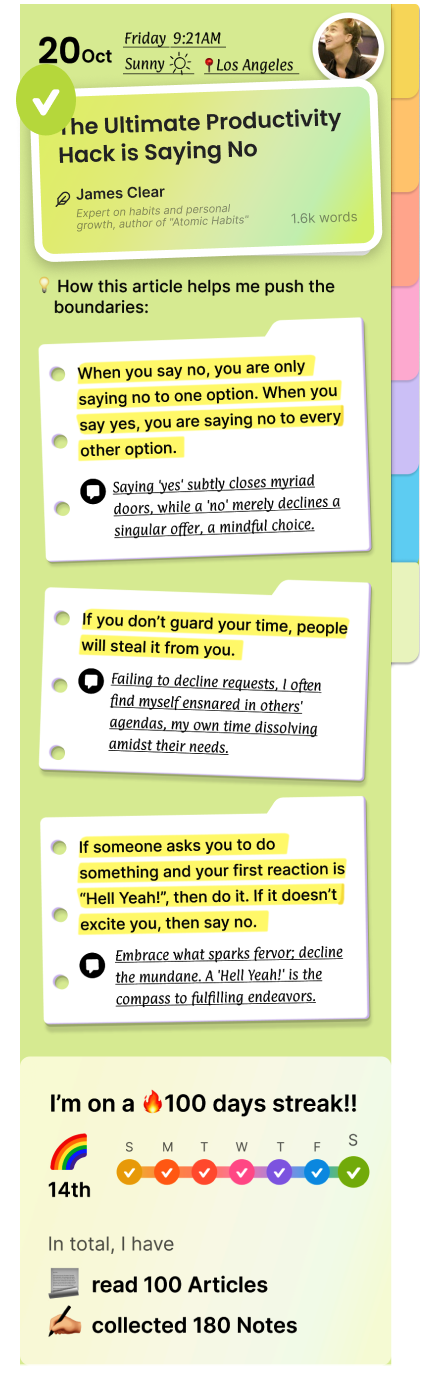 20 Oct
Friday 9:21AM
Sunny
Los Angeles
The Ultimate Productivity
Hack is Saying No
James Clear
Expert on habits and personal
growth, author of "Atomic Habits"
1.6k words
How this article helps me push the
boundaries:
When you say no, you are only
saying no to one option. When you
say yes, you are saying no to every
other option.
Saying 'yes' subtly closes myriad
doors, while a 'no' merely declines a
singular offer, a mindful choice.
If you don't guard your time, people
will steal it from you.
Failing to decline requests, I often
find myself ensnared in others'
agendas, my own time dissolving
amidst their needs.
If someone asks you to do
something and your first reaction is
“Hell Yeah!”, then do it. If it doesn't
excite you, then say no.
Embrace what sparks fervor; decline
the mundane. A 'Hell Yeah!' is the
compass to fulfilling endeavors.
I'm on a 🔥100 days streak!!
S M T W T F S
14th
In total, I have
read 100 Articles
collected 180 Notes